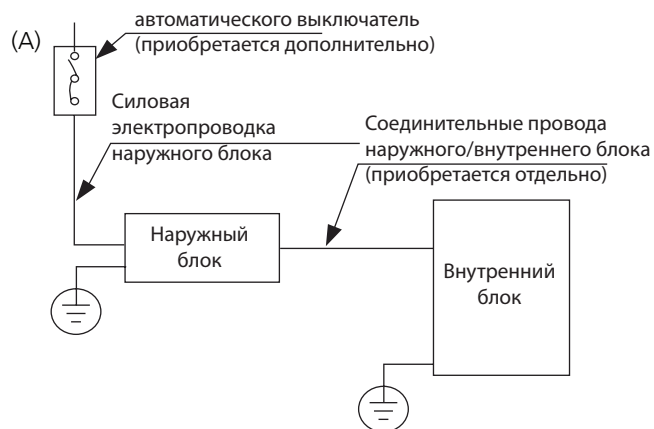 (A)
автоматического выключатель
(приобретается дополнительно)
Силовая
электропроводка
наружного блока
Соединительные провода
наружного/внутреннего блока
(приобретается отдельно)
Наружный
блок
Внутренний
блок